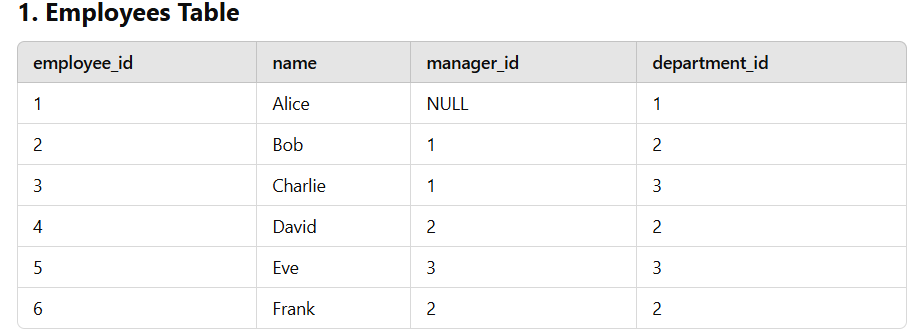 1. Employees Table
employee_id name manager_id department_id
1 Alice NULL 1
2 Bob 1 2
3 Charlie 1 3
4 David 2 2
5 Eve 3 3
6 Frank 2 2